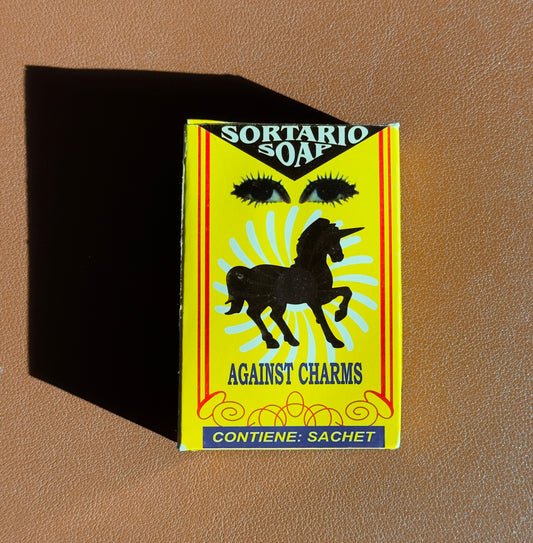 SORTARIO
SOAP
AGAINST CHARMS
CONTIENE: SACHET